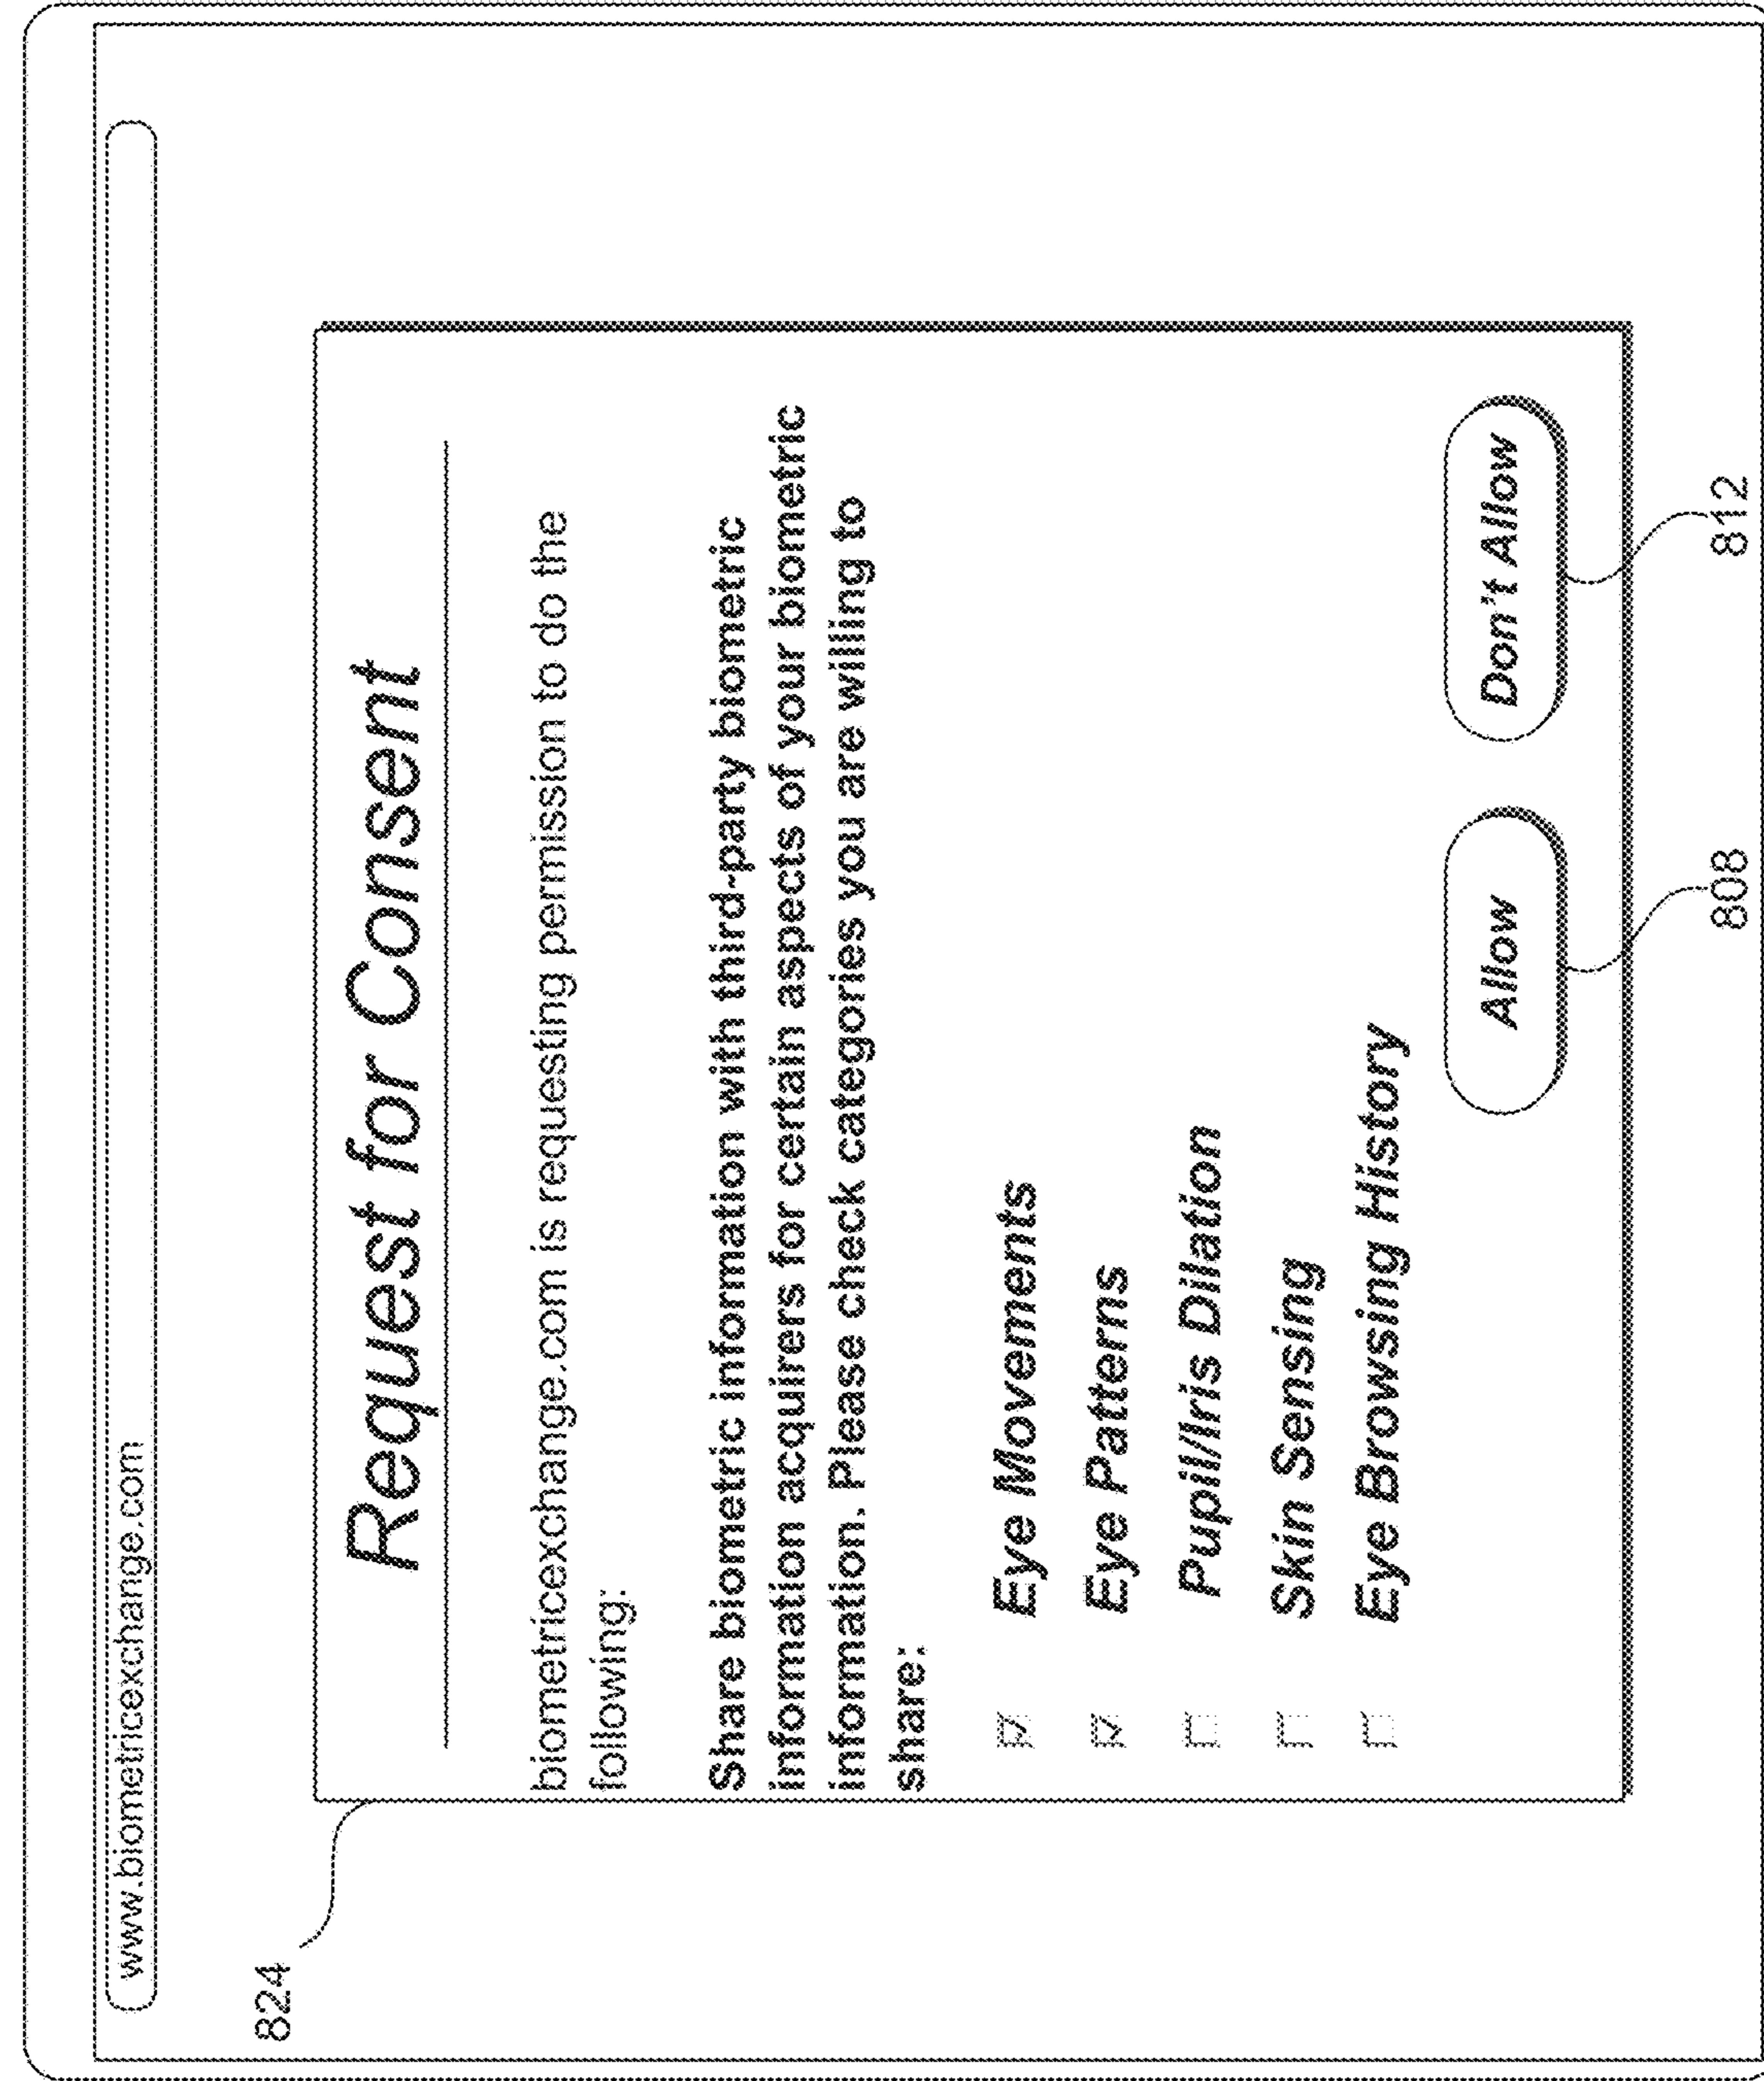 www.biometricexchange.com
824
Request for Consent
biometricexchange.com is requesting permission to do the
following:
Share biometric information with third-party biometric
information acquirers for certain aspects of your biometric
information. Please check categories you are willing to
share:
Eye Movements
Eye Patterns
Pupil/Iris Dilation
Skin Sensing
Eye Browsing History
Allow
Don't Allow
808
812